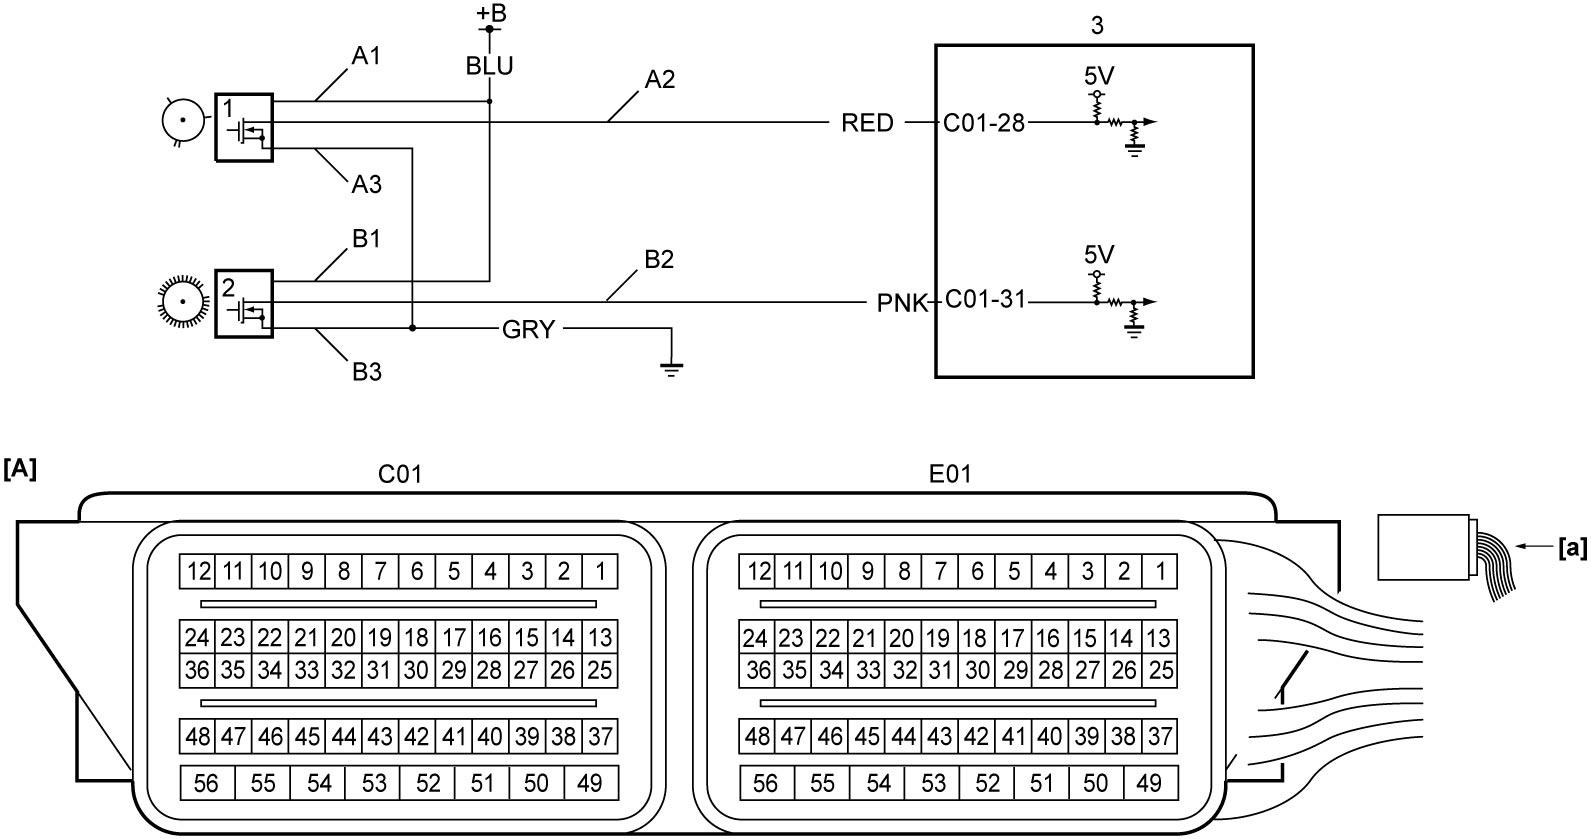 +B
3
A1
BLU
A2
5V
1
RED
C01-28
A3
B1
B2
5V
2
PNK
C01-31
GRY
B3
[A]
C01
E01
[a]
12 11 10 9 8 7 6 5 4 3 2 1
12 11 10 9 8 7 6 5 4 3 2 1
24 23 22 21 20 19 18 17 16 15 14 13
24 23 22 21 20 19 18 17 16 15 14 13
36 35 34 33 32 31 30 29 28 27 26 25
36 35 34 33 32 31 30 29 28 27 26 25
48 47 46 45 44 43 42 41 40 39 38 37
48 47 46 45 44 43 42 41 40 39 38 37
56 55 54 53 52 51 50 49
56 55 54 53 52 51 50 49